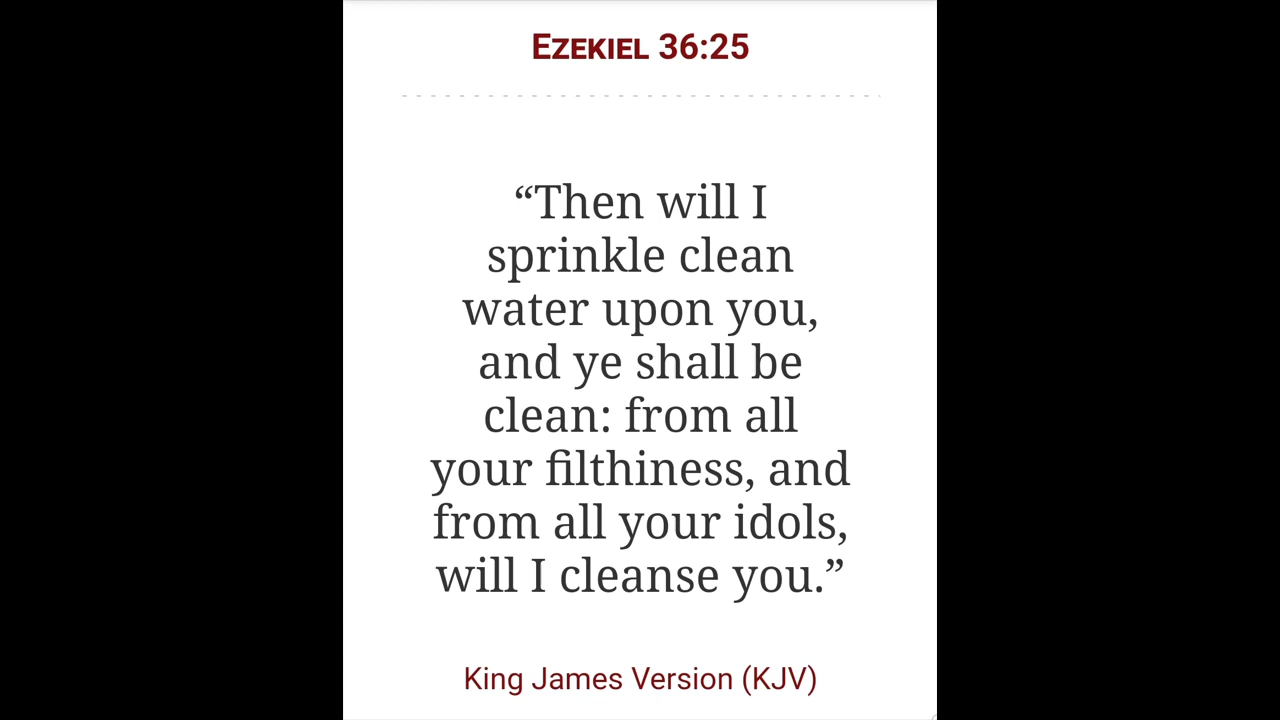 Ezekiel 36:25
“Then will I
sprinkle clean
water upon you,
and ye shall be
clean: from all
your filthiness, and
from all your idols,
will I cleanse you.”
King James Version (KJV)